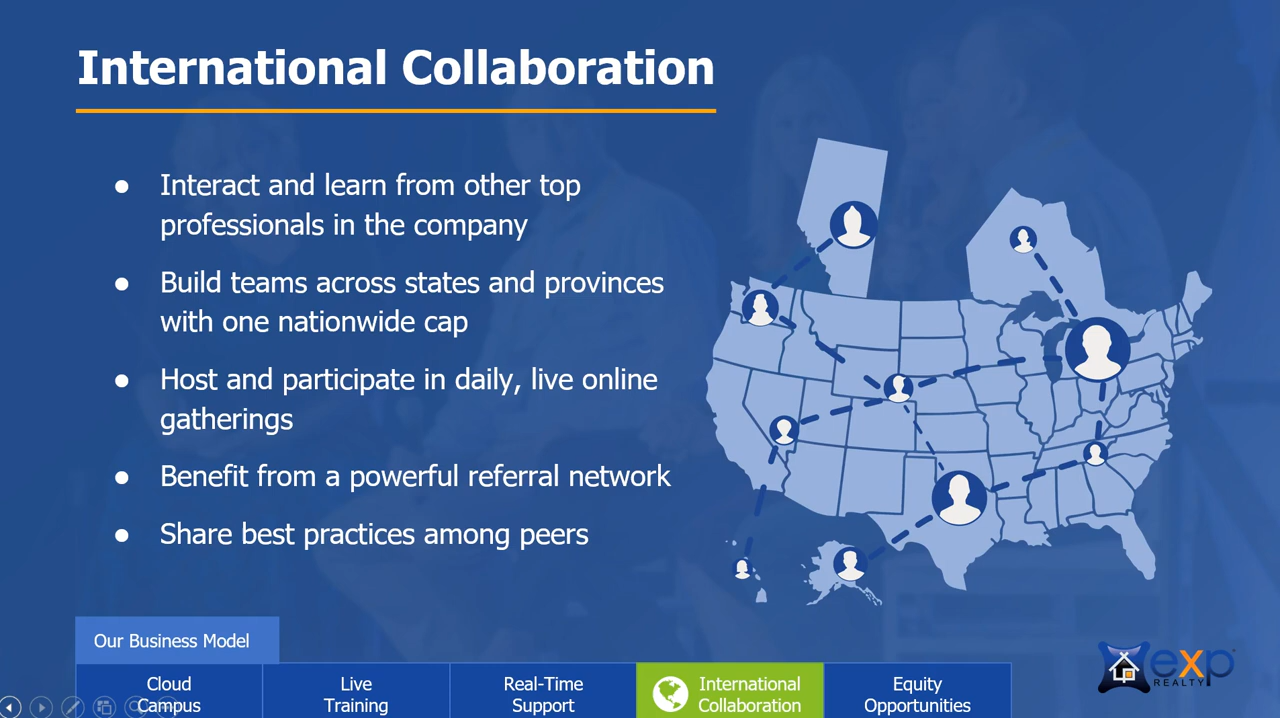 International Collaboration
● Interact and learn from other top
professionals in the company
● Build teams across states and provinces
with one nationwide cap
● Host and participate in daily, live online
gatherings
● Benefit from a powerful referral network
● Share best practices among peers
Our Business Model
Cloud
Campus
Live
Training
Real-Time
Support
International
Collaboration
Equity
Opportunities
exp
REALTY